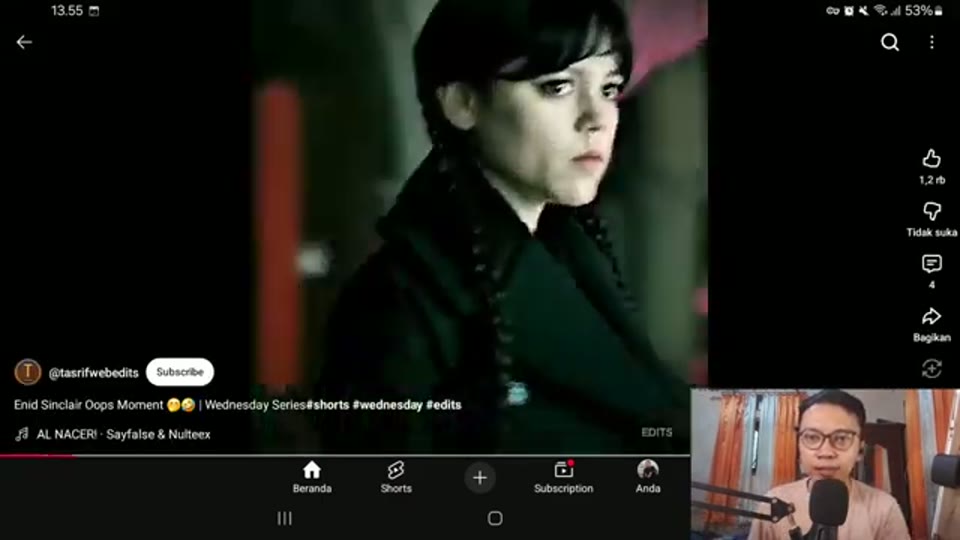 13.55
53%
1,2 rb
Tidak suka
4
Bagikan
T
@tasrifwebedits
Subscribe
Enid Sinclair Oops Moment 🤭🤣 | Wednesday Series#shorts #wednesday #edits
AL NACER! · Sayfalse & Nulteex
EDITS
Beranda
Shorts
Subscription
Anda